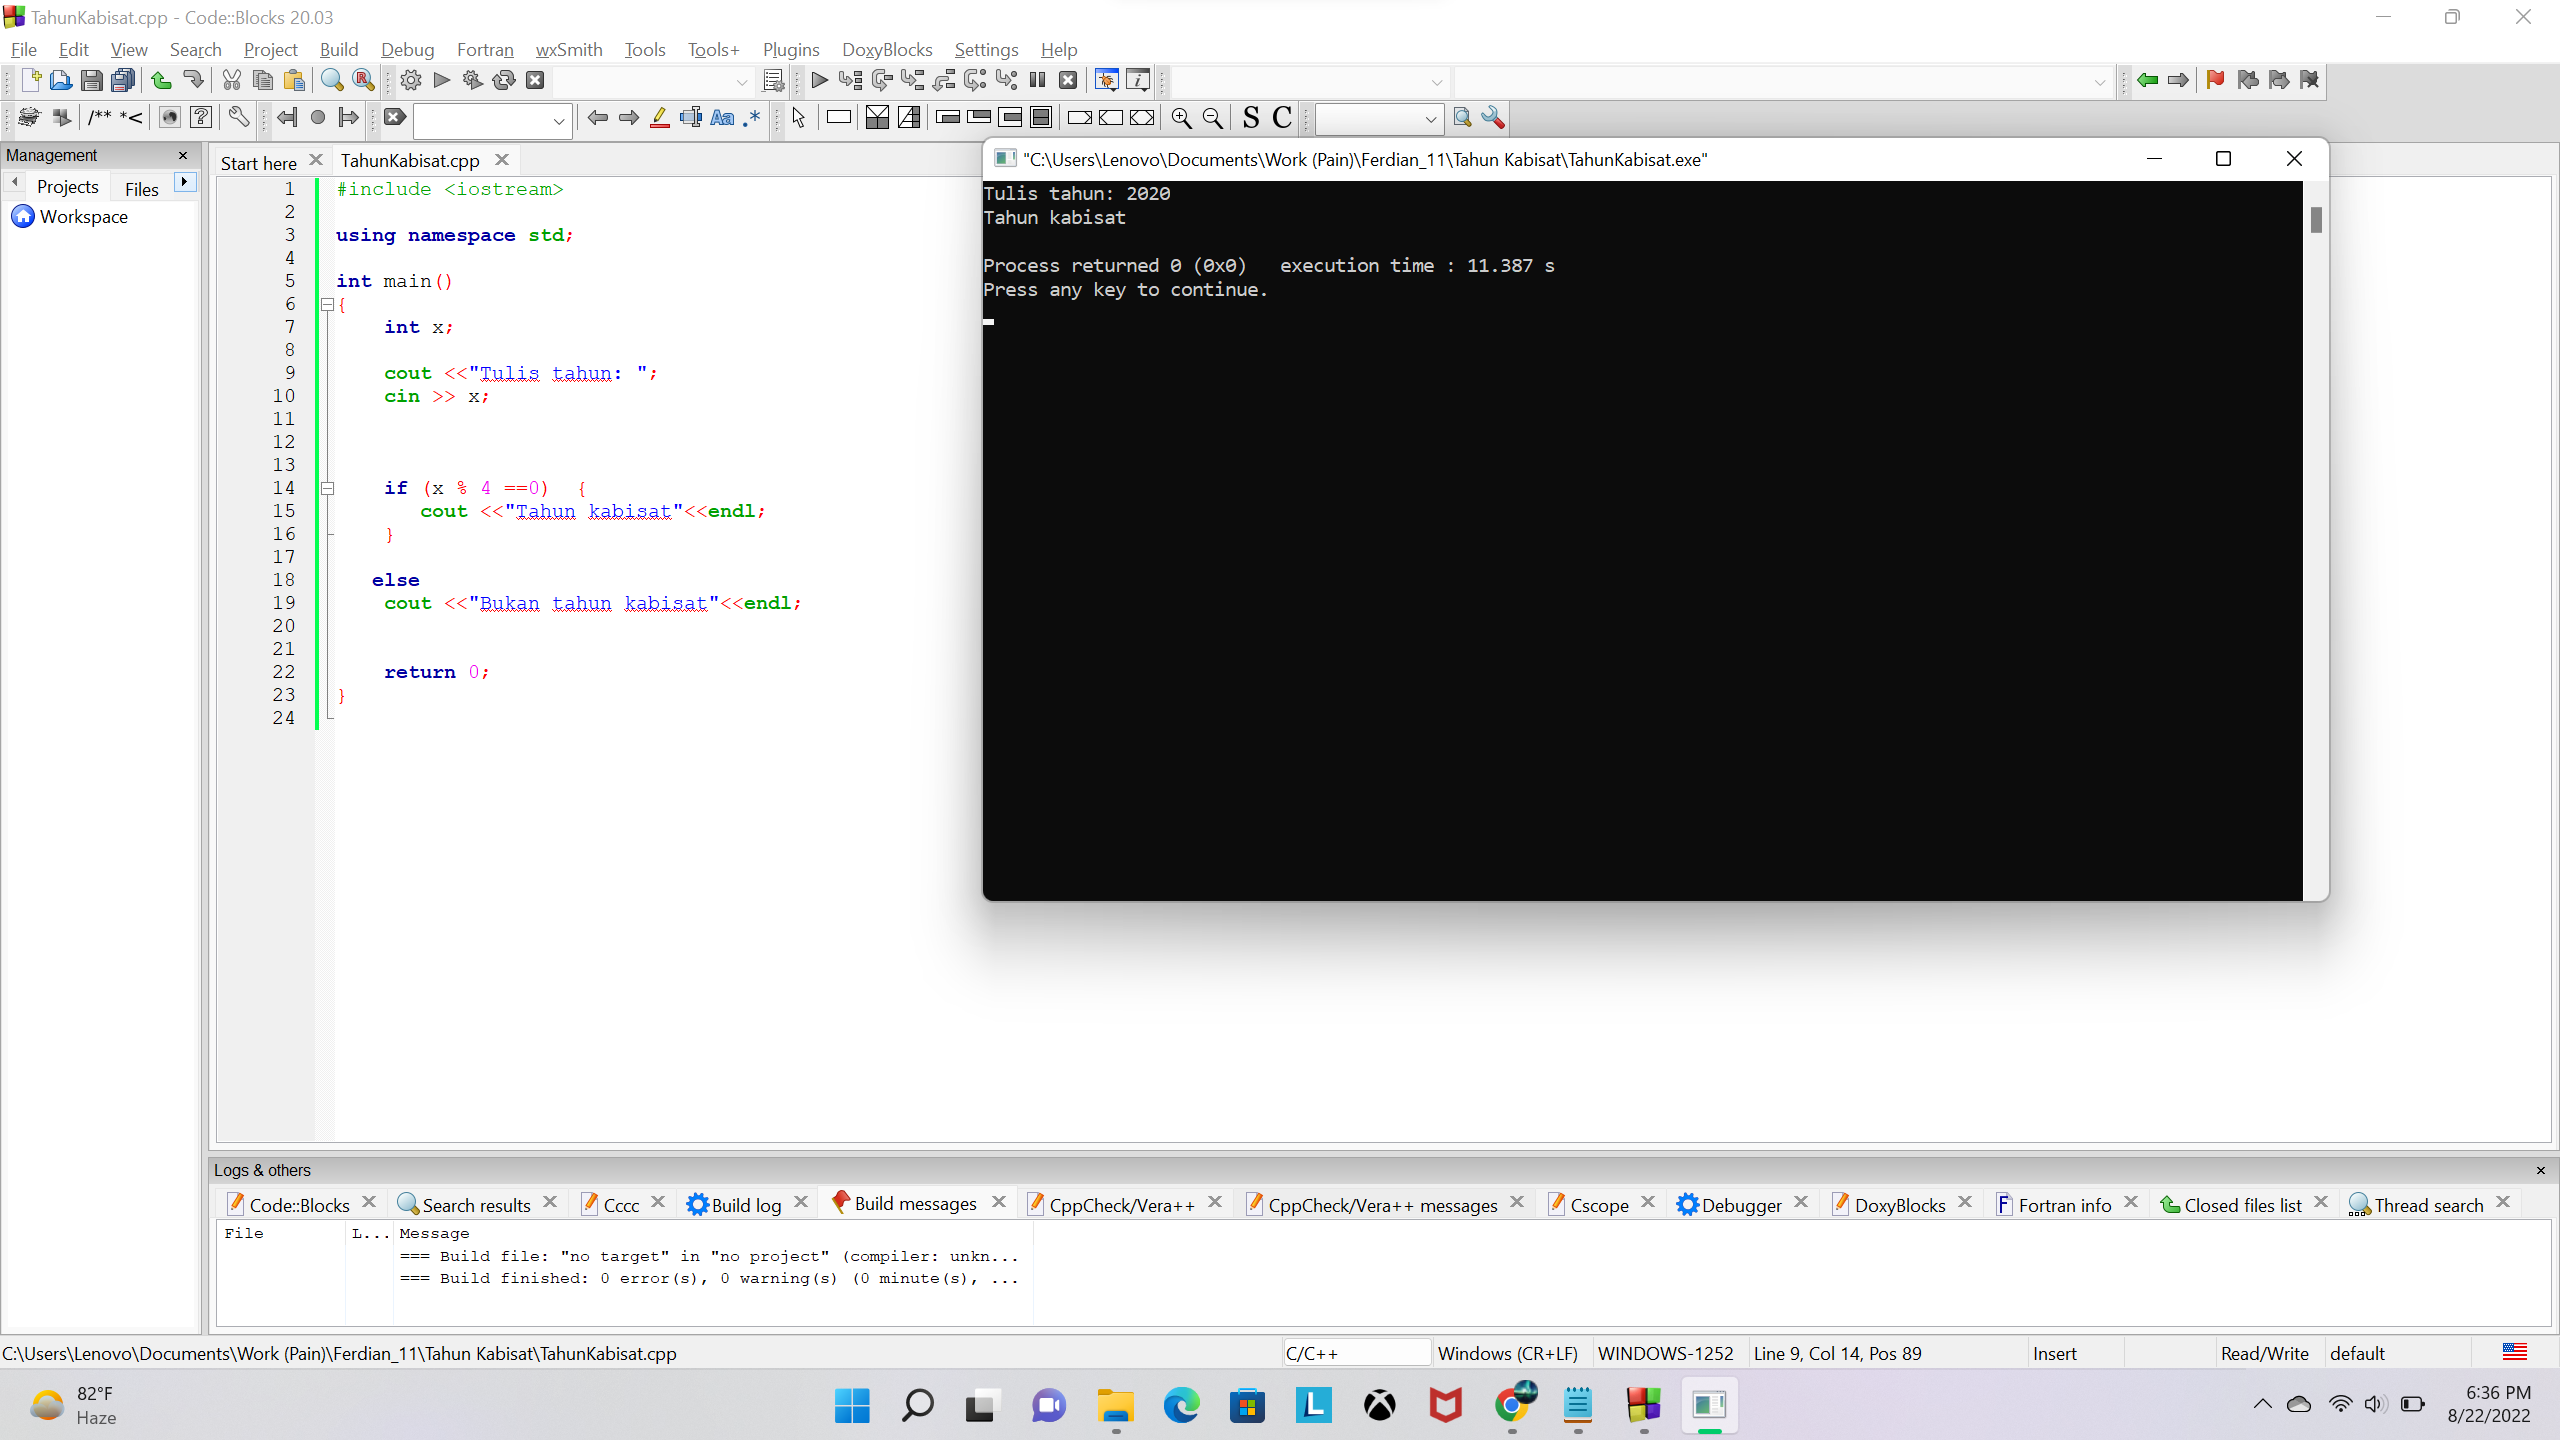 TahunKabisat.cpp - Code::Blocks 20.03
File Edit View Search Project Build Debug Fortran wxSmith Tools Tools+ Plugins DoxyBlocks Settings Help
/** *<
Aa .* S C
Management
Projects Files
Workspace
Start here TahunKabisat.cpp
1 #include <iostream>
2
3 using namespace std;
4
5 int main()
6 {
7 int x;
8
9 cout <<"Tulis tahun: ";
10 cin >> x;
11
12
13
14 if (x % 4 ==0) {
15 cout <<"Tahun kabisat"<<endl;
16 }
17
18 else
19 cout <<"Bukan tahun kabisat"<<endl;
20
21
22 return 0;
23 }
24
"C:\Users\Lenovo\Documents\Work (Pain)\Ferdian_11\Tahun Kabisat\TahunKabisat.exe"
Tulis tahun: 2020
Tahun kabisat
Process returned 0 (0x0) execution time : 11.387 s
Press any key to continue.
Logs & others
Code::Blocks Search results Cccc Build log Build messages CppCheck/Vera++ CppCheck/Vera++ messages Cscope Debugger DoxyBlocks Fortran info Closed files list Thread search
File L... Message
=== Build file: "no target" in "no project" (compiler: unkn...
=== Build finished: 0 error(s), 0 warning(s) (0 minute(s), ...
C:\Users\Lenovo\Documents\Work (Pain)\Ferdian_11\Tahun Kabisat\TahunKabisat.cpp C/C++ Windows (CR+LF) WINDOWS-1252 Line 9, Col 14, Pos 89 Insert Read/Write default
82°F
Haze
6:36 PM
8/22/2022